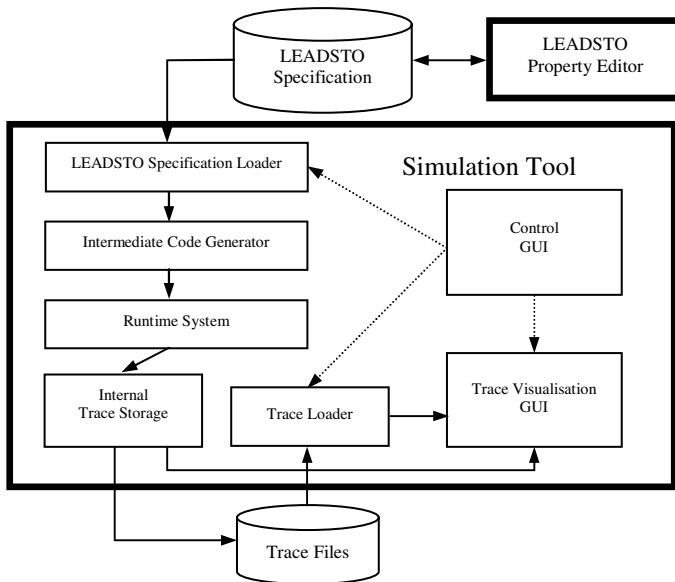 LEADSTO
Specification
LEADSTO
Property Editor
LEADSTO Specification Loader
Simulation Tool
Intermediate Code Generator
Control
GUI
Runtime System
Internal
Trace Storage
Trace Loader
Trace Visualisation
GUI
Trace Files